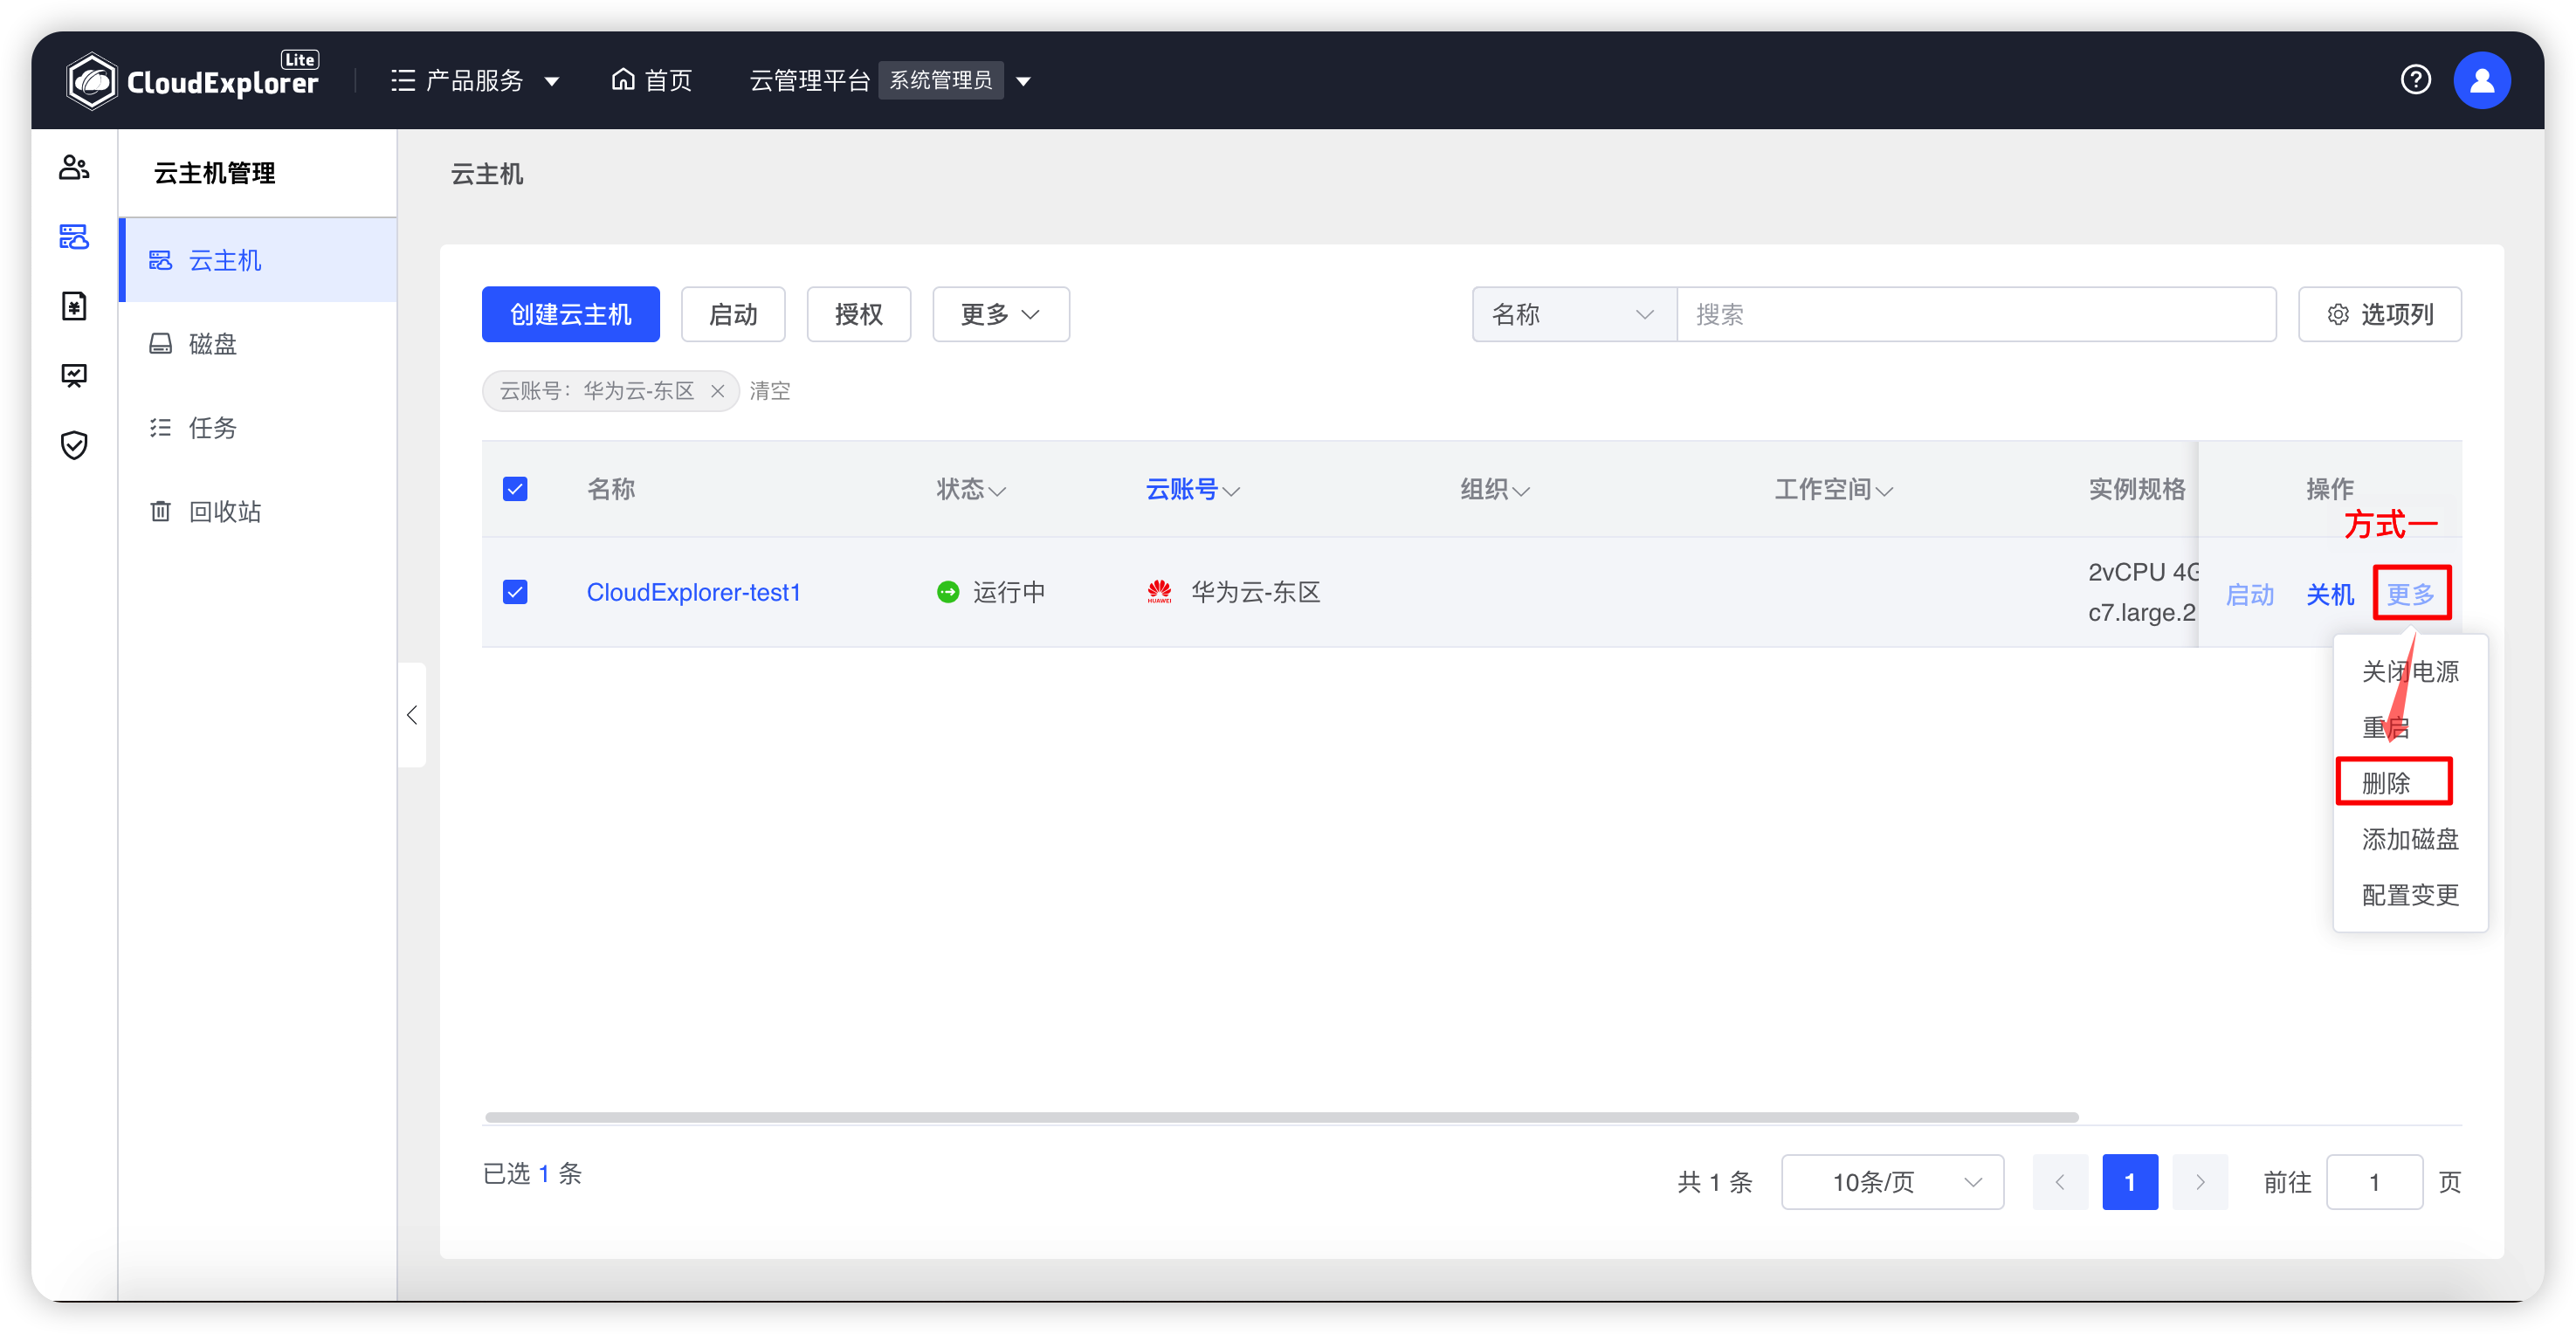 CloudExplorer Lite
产品服务
首页
云管理平台 系统管理员
云主机管理
云主机
磁盘
任务
回收站
云主机
创建云主机
启动
授权
更多
名称
搜索
选项列
云账号：华为云-东区
清空
名称 状态 云账号 组织 工作空间 实例规格 操作
方式一
CloudExplorer-test1 运行中 HUAWEI 华为云-东区
2vCPU 4G
c7.large.2
启动 关机 更多
关闭电源
重启
删除
添加磁盘
配置变更
已选 1 条
共 1 条 10条/页 1 前往 1 页